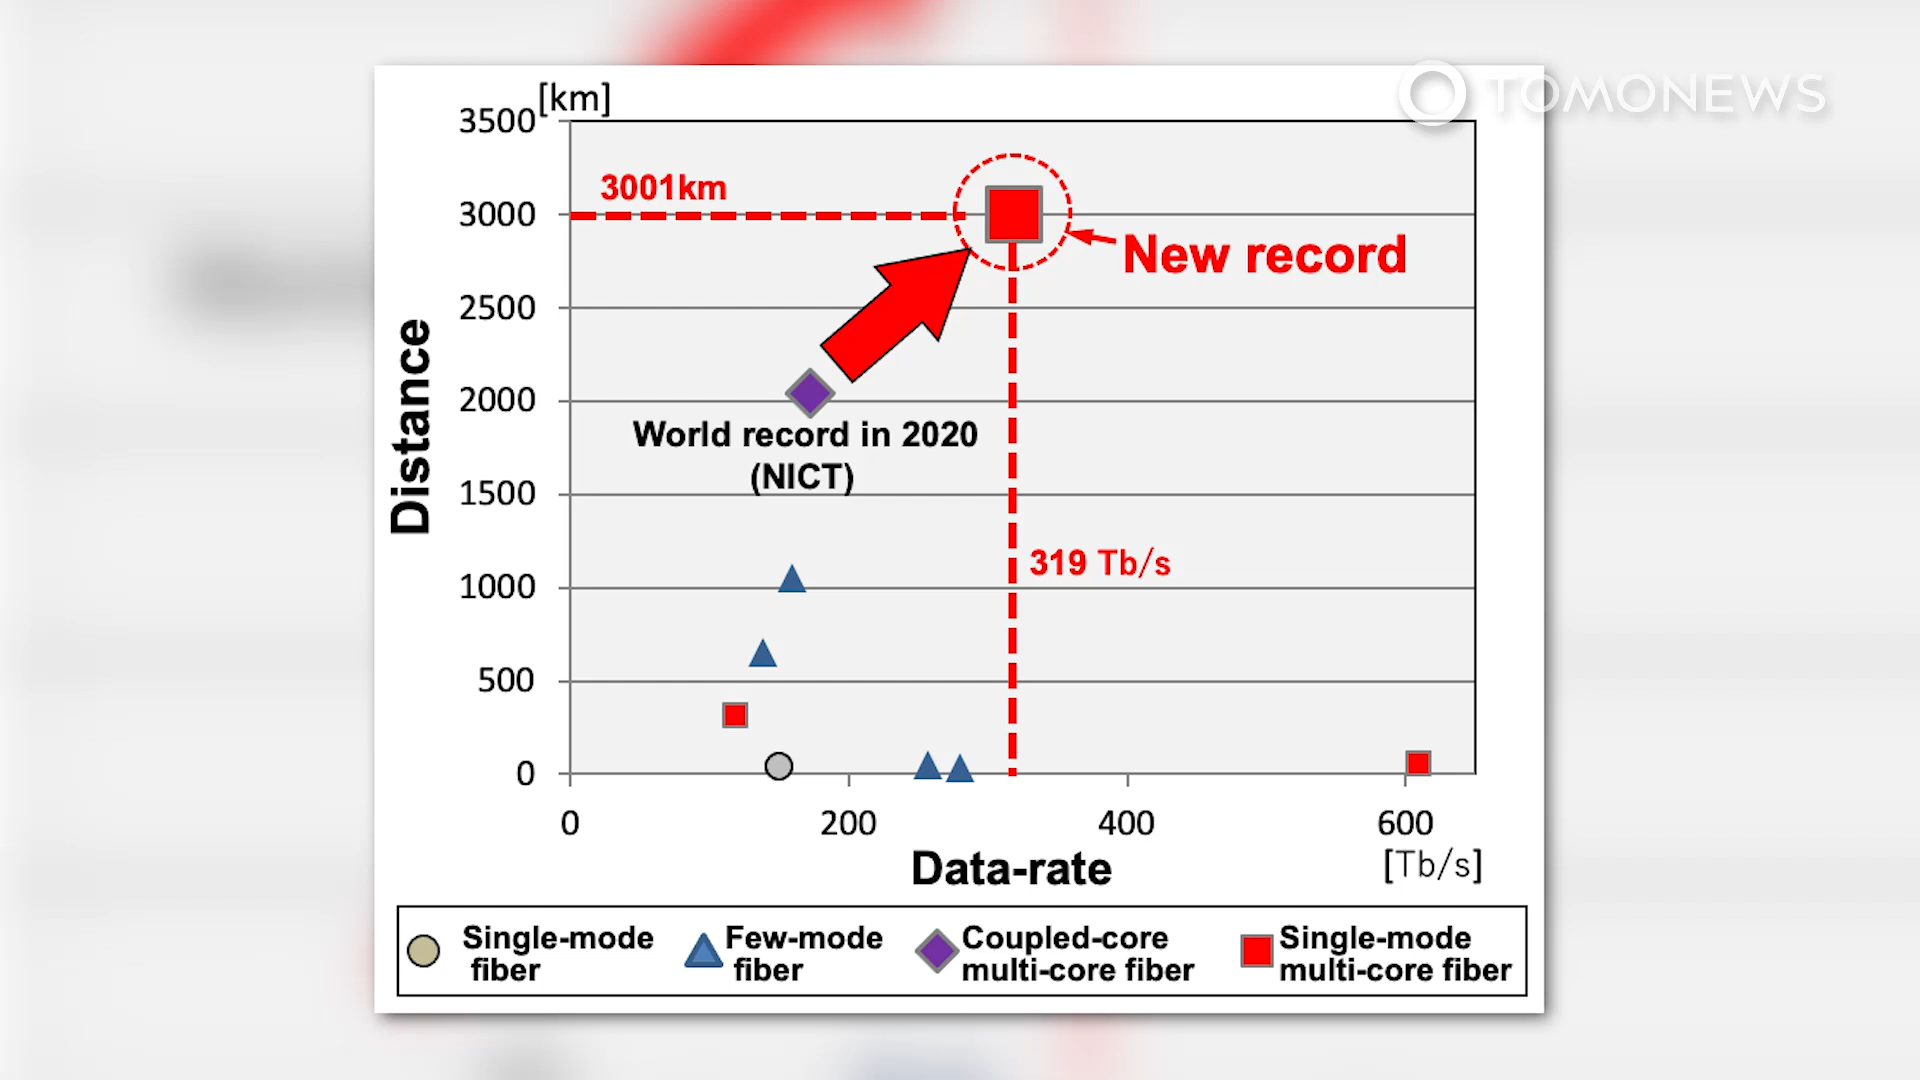 TOMONEWS
[km]
3500
3000
2500
2000
1500
1000
500
0
Distance
3001km
New record
World record in 2020
(NICT)
319 Tb/s
0 200 400 600
Data-rate
[Tb/s]
Single-mode
fiber
Few-mode
fiber
Coupled-core
multi-core fiber
Single-mode
multi-core fiber